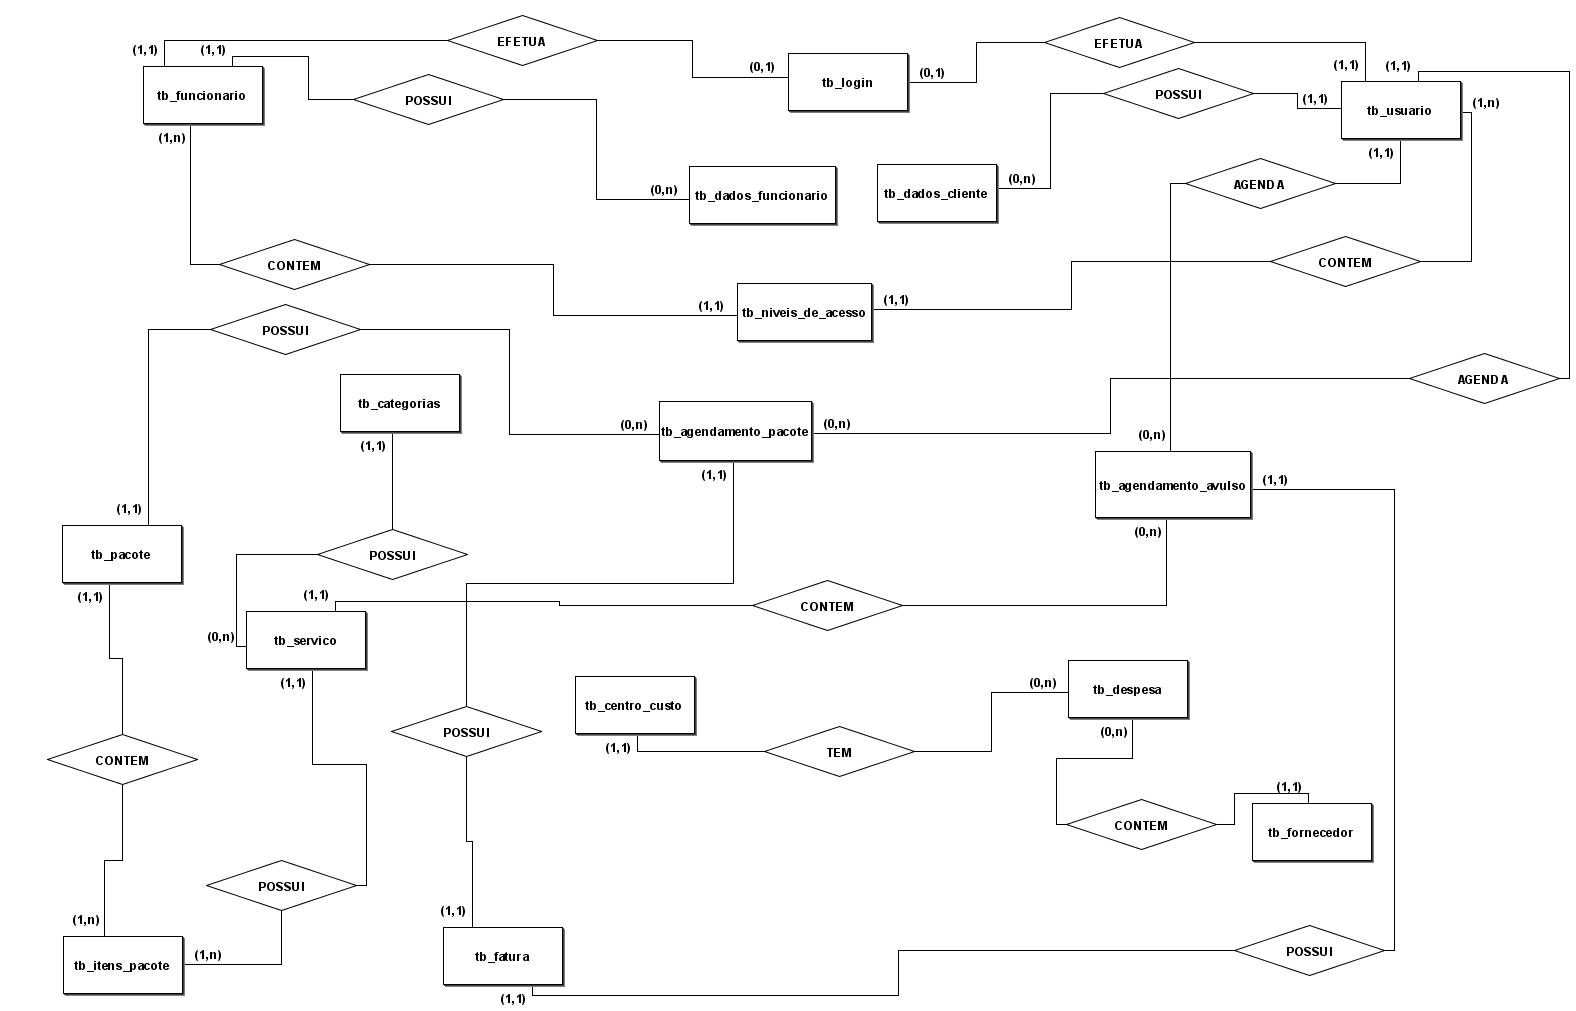 EFETUA
EFETUA
(1,1)
(1,1)
(0,1)
tb_login
(0,1)
(1,1)
(1,1)
tb_funcionario
POSSUI
POSSUI
(1,1)
tb_usuario
(1,n)
(1,n)
(1,1)
(0,n)
tb_dados_funcionario
tb_dados_cliente
(0,n)
AGENDA
CONTEM
CONTEM
(1,1)
tb_niveis_de_acesso
(1,1)
POSSUI
AGENDA
tb_categorias
(0,n)
tb_agendamento_pacote
(0,n)
(0,n)
(1,1)
(1,1)
tb_agendamento_avulso
(1,1)
(1,1)
(0,n)
tb_pacote
POSSUI
(1,1)
(1,1)
CONTEM
(0,n)
tb_servico
(1,1)
tb_centro_custo
(0,n)
tb_despesa
POSSUI
(1,1)
(0,n)
CONTEM
TEM
(1,1)
CONTEM
tb_fornecedor
POSSUI
(1,n)
(1,1)
(1,n)
tb_itens_pacote
tb_fatura
POSSUI
(1,1)